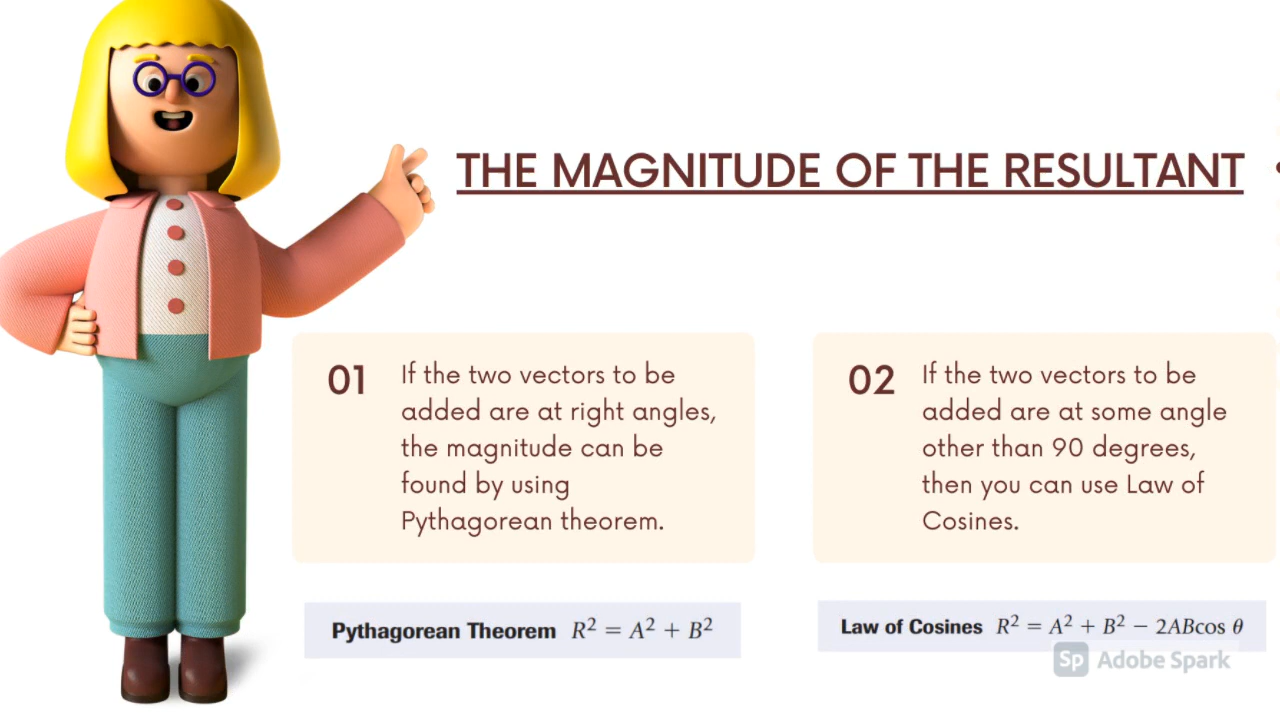 THE MAGNITUDE OF THE RESULTANT
01
If the two vectors to be
added are at right angles,
the magnitude can be
found by using
Pythagorean theorem.
02
If the two vectors to be
added are at some angle
other than 90 degrees,
then you can use Law of
Cosines.
Pythagorean Theorem R² = A² + B²
Law of Cosines R² = A² + B² − 2ABcos θ
Sp Adobe Spark